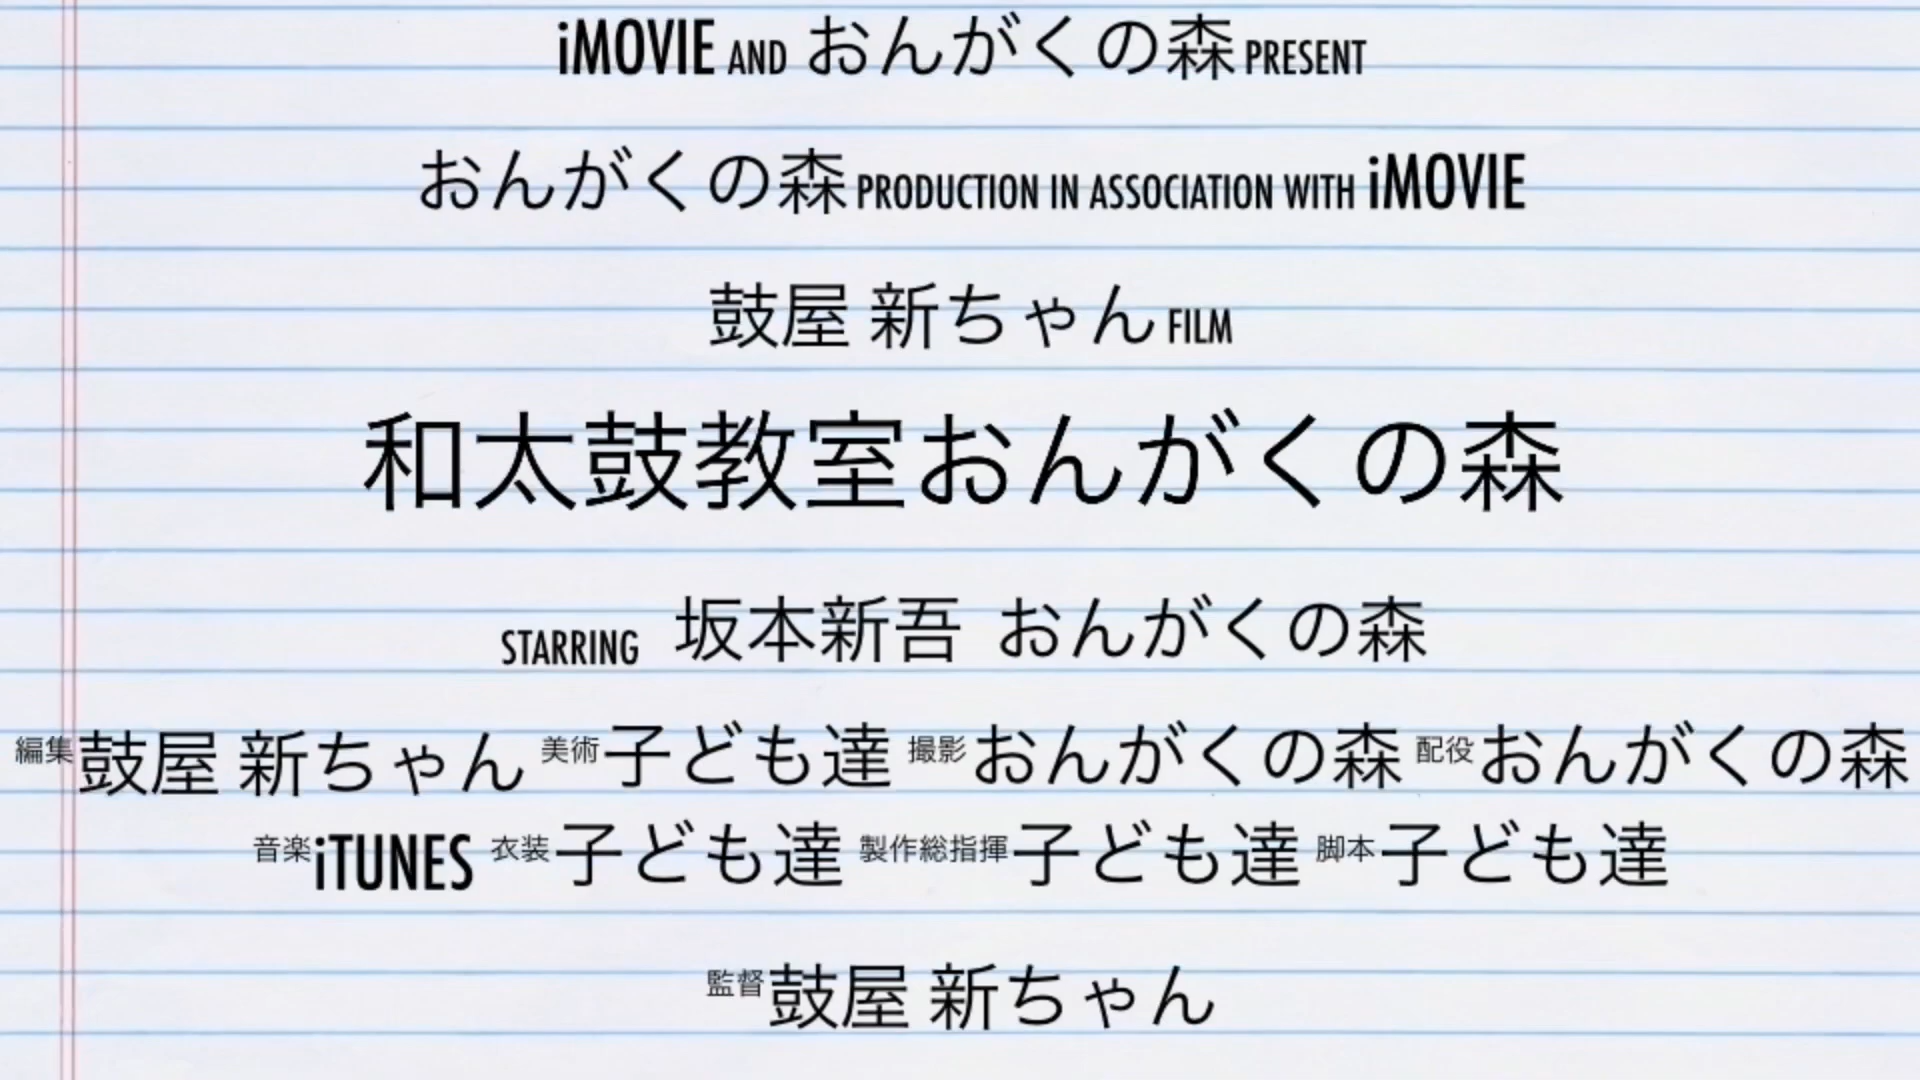 iMOVIE AND おんがくの森 PRESENT
おんがくの森 PRODUCTION IN ASSOCIATION WITH iMOVIE
鼓屋 新ちゃん FILM
和太鼓教室おんがくの森
STARRING 坂本新吾 おんがくの森
編集 鼓屋 新ちゃん 美術 子ども達 撮影 おんがくの森 配役 おんがくの森
音楽 iTUNES 衣装 子ども達 製作総指揮 子ども達 脚本 子ども達
監督 鼓屋 新ちゃん